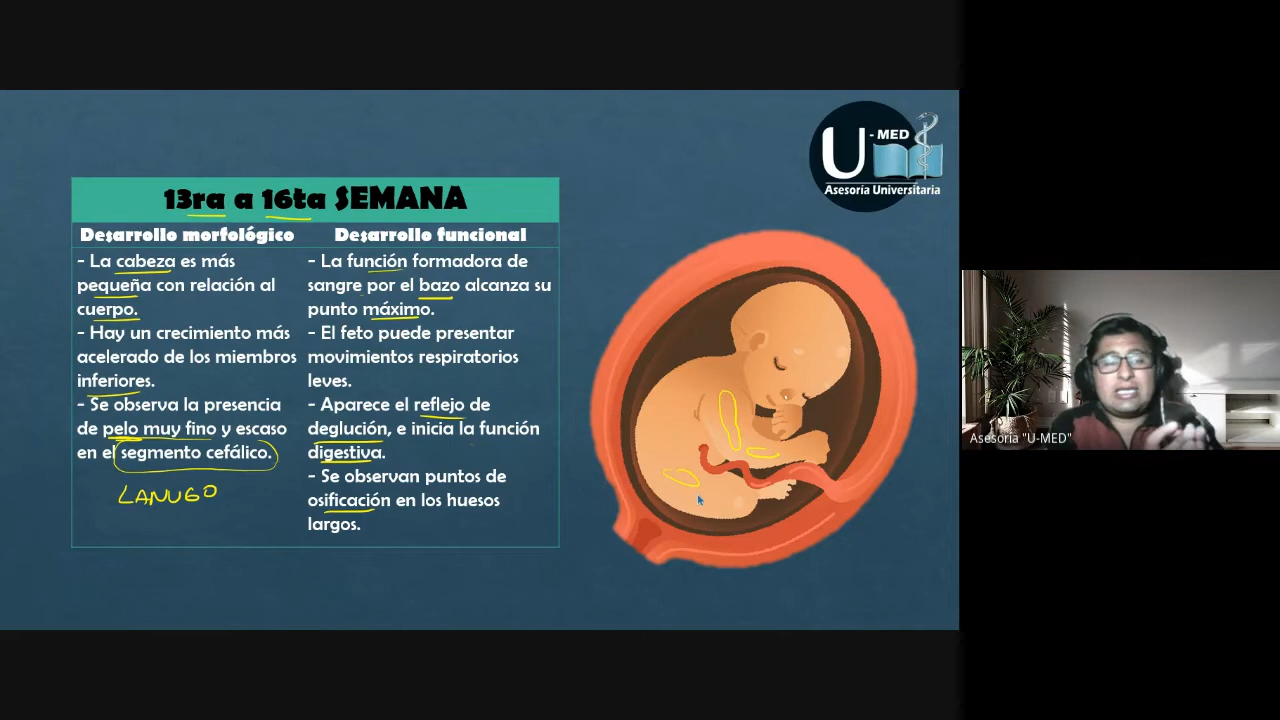 U - MED
Asesoría Universitaria
13ra a 16ta SEMANA
Desarrollo morfológico
- La cabeza es más
pequeña con relación al
cuerpo.
- Hay un crecimiento más
acelerado de los miembros
inferiores.
- Se observa la presencia
de pelo muy fino y escaso
en el segmento cefálico.
LANUGO
Desarrollo funcional
- La función formadora de
sangre por el bazo alcanza su
punto máximo.
- El feto puede presentar
movimientos respiratorios
leves.
- Aparece el reflejo de
deglución, e inicia la función
digestiva.
- Se observan puntos de
osificación en los huesos
largos.
Asesoria "U-MED"